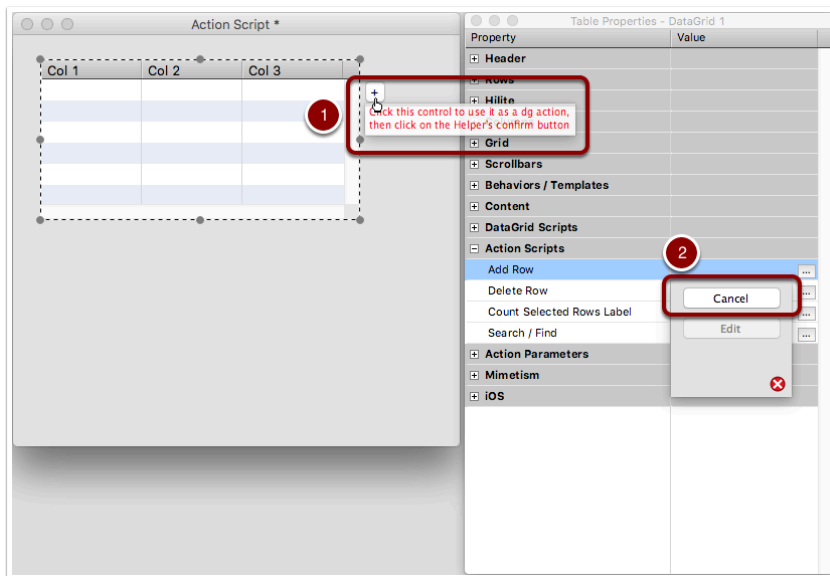 Action Script *
Col 1 Col 2 Col 3
+
1
Click this control to use it as a dg action,
then click on the Helper's confirm button
Table Properties - DataGrid 1
Property Value
Header
Rows
Hilite
Grid
Scrollbars
Behaviors / Templates
Content
DataGrid Scripts
Action Scripts
2
Add Row ...
Delete Row ...
Count Selected Rows Label ...
Search / Find ...
Cancel
Edit
Action Parameters
Mimetism
iOS